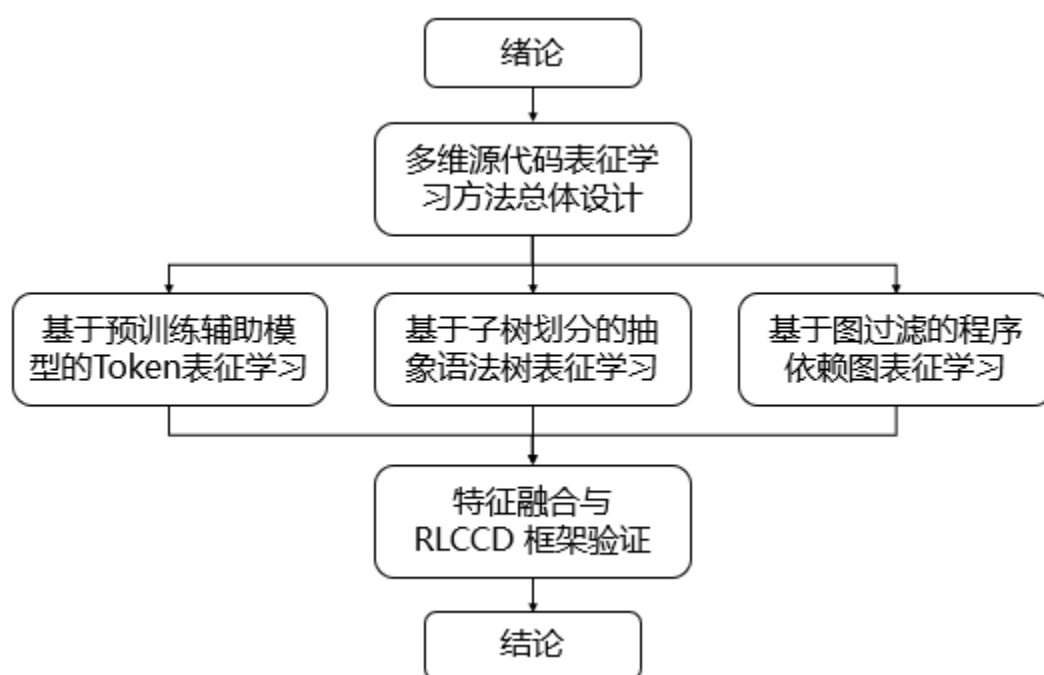 绪论
多维源代码表征学
习方法总体设计
基于预训练辅助模
型的Token表征学习
基于子树划分的抽
象语法树表征学习
基于图过滤的程序
依赖图表征学习
特征融合与
RLCCD 框架验证
结论